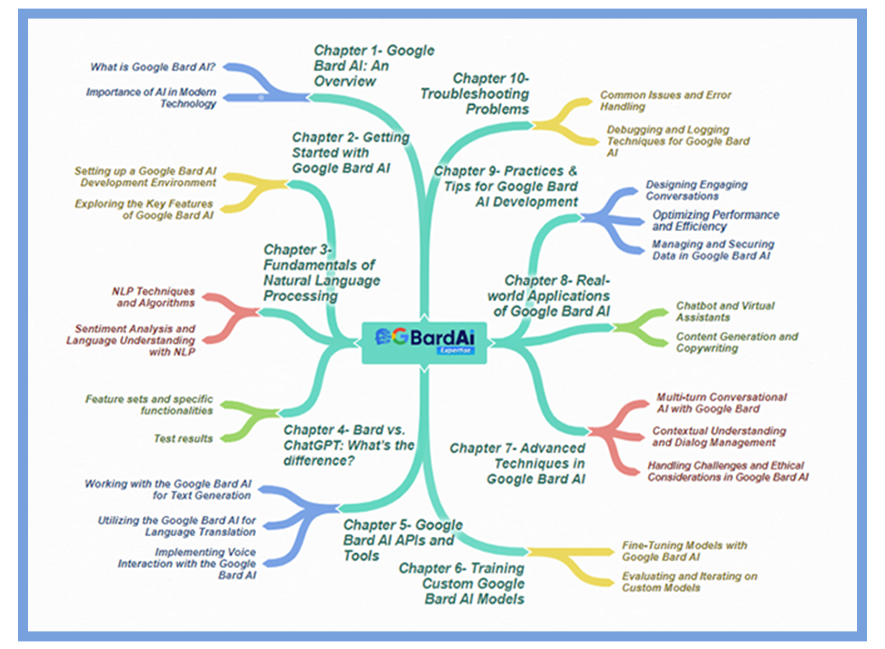 Chapter 1- Google
Bard AI: An
Overview
What is Google Bard AI?
Importance of AI in Modern
Technology
Chapter 2- Getting
Started with
Google Bard AI
Setting up a Google Bard AI
Development Environment
Exploring the Key Features
of Google Bard AI
Chapter 3-
Fundamentals of
Natural Language
Processing
NLP Techniques
and Algorithms
Sentiment Analysis and
Language Understanding
with NLP
Chapter 4- Bard vs.
ChatGPT: What's the
difference?
Feature sets and specific
functionalities
Test results
Chapter 5- Google
Bard AI APIs and
Tools
Working with the Google Bard AI
for Text Generation
Utilizing the Google Bard AI for
Language Translation
Implementing Voice
Interaction with the Google
Bard AI
GBardAi
Expertise
Chapter 10-
Troubleshooting
Problems
Common Issues and Error
Handling
Debugging and Logging
Techniques for Google Bard
AI
Chapter 9- Practices &
Tips for Google Bard
AI Development
Designing Engaging
Conversations
Optimizing Performance
and Efficiency
Managing and Securing
Data in Google Bard AI
Chapter 8- Real-
world Applications
of Google Bard AI
Chatbot and Virtual
Assistants
Content Generation and
Copywriting
Chapter 7- Advanced
Techniques in
Google Bard AI
Multi-turn Conversational
AI with Google Bard
Contextual Understanding
and Dialog Management
Handling Challenges and Ethical
Considerations in Google Bard AI
Chapter 6- Training
Custom Google
Bard AI Models
Fine-Tuning Models with
Google Bard AI
Evaluating and Iterating on
Custom Models